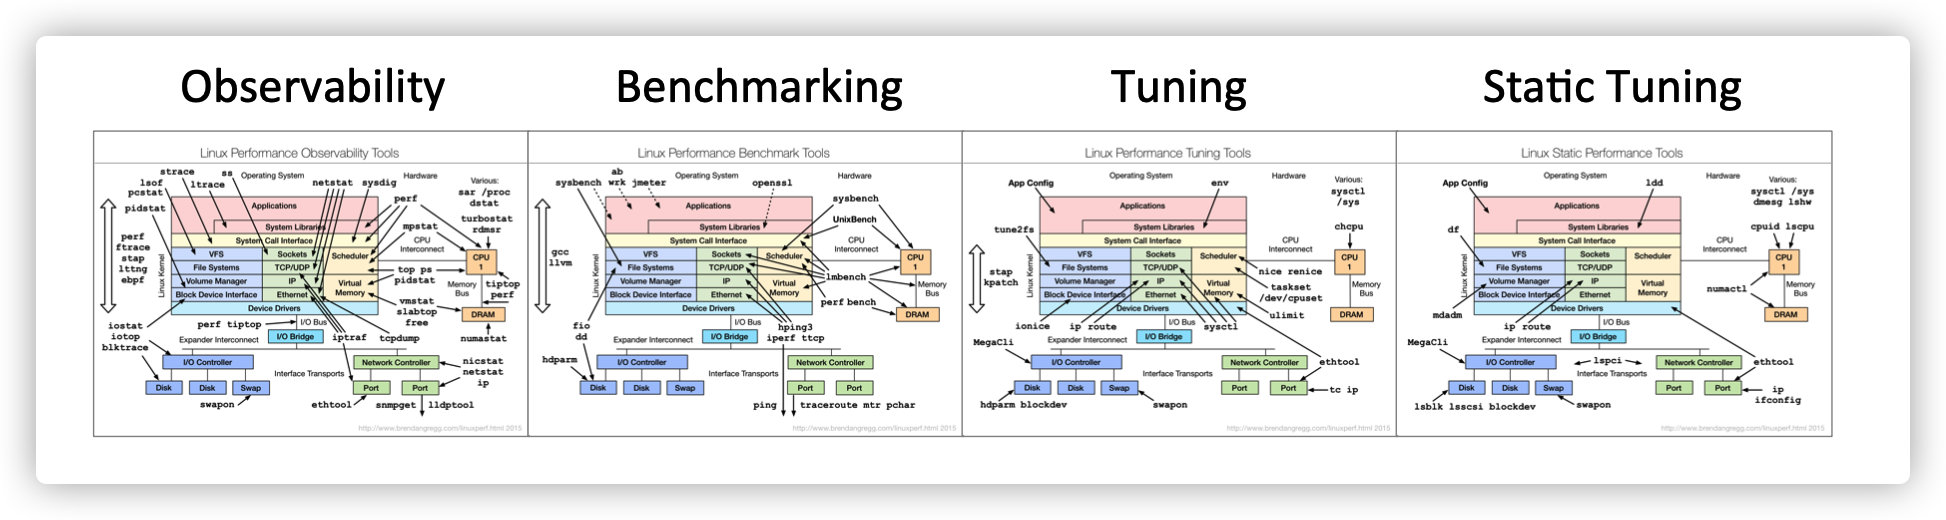 Observability
Benchmarking
Tuning
Static Tuning
Linux Performance Observability Tools
strace
ss
Operating System
Hardware
Various:
lsof
ltrace
netstat
sysdig
sar /proc
pcstat
dstat
pidstat
Applications
perf
turbostat
rdmsr
System Libraries
mpstat
perf
System Call Interface
CPU
ftrace
Interconnect
stap
VFS
Sockets
Scheduler
CPU
lttng
File Systems
TCP/UDP
top ps
1
ebpf
Volume Manager
IP
Virtual
pidstat
tiptop
Linux Kernel
Block Device Interface
Ethernet
Memory
Memory
perf
Bus
Device Drivers
vmstat
slabtop
DRAM
free
iostat
perf tiptop
I/O Bus
iotop
Expander Interconnect
I/O Bridge
iptraf
tcpdump
numastat
blktrace
I/O Controller
Network Controller
nicstat
Interface Transports
netstat
Disk
Disk
Swap
Port
Port
ip
swapon
ethtool
snmpget
lldptool
http://www.brendangregg.com/linuxperf.html 2015
Linux Performance Benchmark Tools
ab
Operating System
Hardware
sysbench
wrk
jmeter
openssl
Applications
sysbench
System Libraries
UnixBench
System Call Interface
CPU
Interconnect
gcc
VFS
Sockets
Scheduler
CPU
llvm
File Systems
TCP/UDP
1
Volume Manager
IP
Virtual
lmbench
Linux Kernel
Block Device Interface
Ethernet
Memory
Memory
Bus
Device Drivers
perf bench
DRAM
fio
I/O Bus
hping3
dd
Expander Interconnect
I/O Bridge
iperf ttcp
hdparm
I/O Controller
Network Controller
Interface Transports
Disk
Disk
Swap
Port
Port
ping
traceroute mtr pchar
http://www.brendangregg.com/linuxperf.html 2015
Linux Performance Tuning Tools
App Config
Operating System
env
Hardware
Various:
sysctl
/sys
Applications
tune2fs
System Libraries
chcpu
System Call Interface
CPU
Interconnect
VFS
Sockets
Scheduler
CPU
stap
File Systems
TCP/UDP
nice renice
1
kpatch
Volume Manager
IP
Virtual
taskset
Linux Kernel
Block Device Interface
Ethernet
Memory
/dev/cpuset
Memory
Bus
Device Drivers
ulimit
DRAM
ionice
ip route
I/O Bus
sysctl
MegaCli
Expander Interconnect
I/O Bridge
I/O Controller
Network Controller
ethtool
Interface Transports
Disk
Disk
Swap
Port
Port
tc ip
hdparm blockdev
swapon
http://www.brendangregg.com/linuxperf.html 2015
Linux Static Performance Tools
App Config
Operating System
ldd
Hardware
Various:
sysctl /sys
dmesg lshw
Applications
df
System Libraries
cpuid lscpu
System Call Interface
CPU
Interconnect
VFS
Sockets
Scheduler
CPU
File Systems
TCP/UDP
1
Volume Manager
IP
Virtual
numactl
Linux Kernel
Block Device Interface
Ethernet
Memory
Memory
Bus
Device Drivers
mdadm
DRAM
ip route
I/O Bus
MegaCli
Expander Interconnect
I/O Bridge
I/O Controller
lspci
Network Controller
ethtool
Interface Transports
Disk
Disk
Swap
Port
Port
ip
ifconfig
lsblk lsscsi blockdev
swapon
http://www.brendangregg.com/linuxperf.html 2015